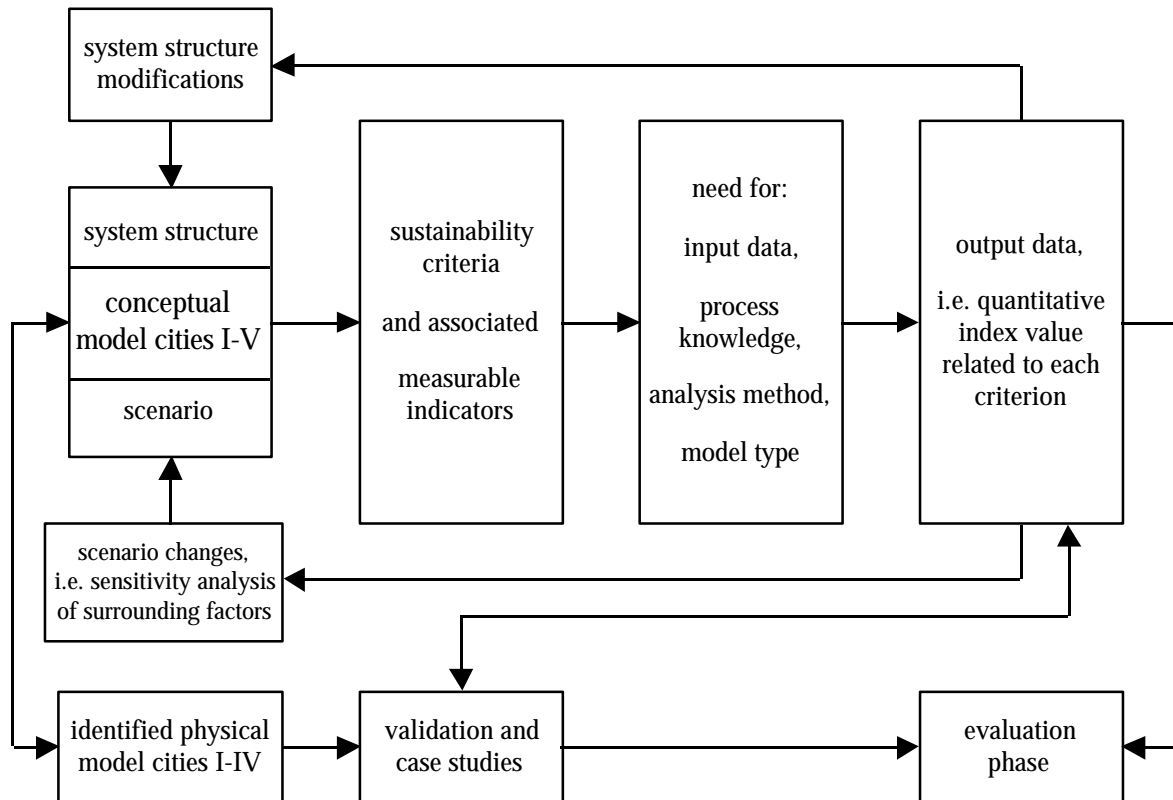 system structure
modifications
system structure
conceptual
model cities I-V
scenario
sustainability
criteria
and associated
measurable
indicators
need for:
input data,
process
knowledge,
analysis method,
model type
output data,
i.e. quantitative
index value
related to each
criterion
scenario changes,
i.e. sensitivity analysis
of surrounding factors
identified physical
model cities I-IV
validation and
case studies
evaluation
phase